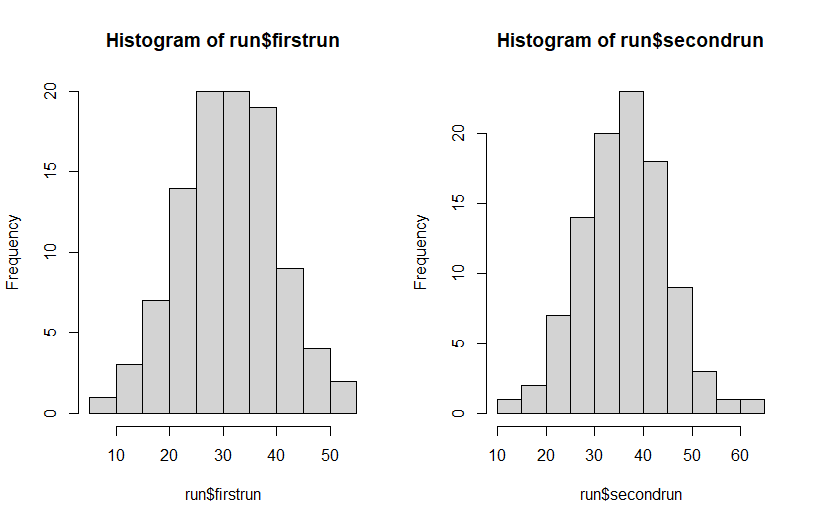 Histogram of run$firstrun
Frequency
20
15
10
5
0
10 20 30 40 50
run$firstrun
Histogram of run$secondrun
Frequency
20
15
10
5
0
10 20 30 40 50 60
run$secondrun